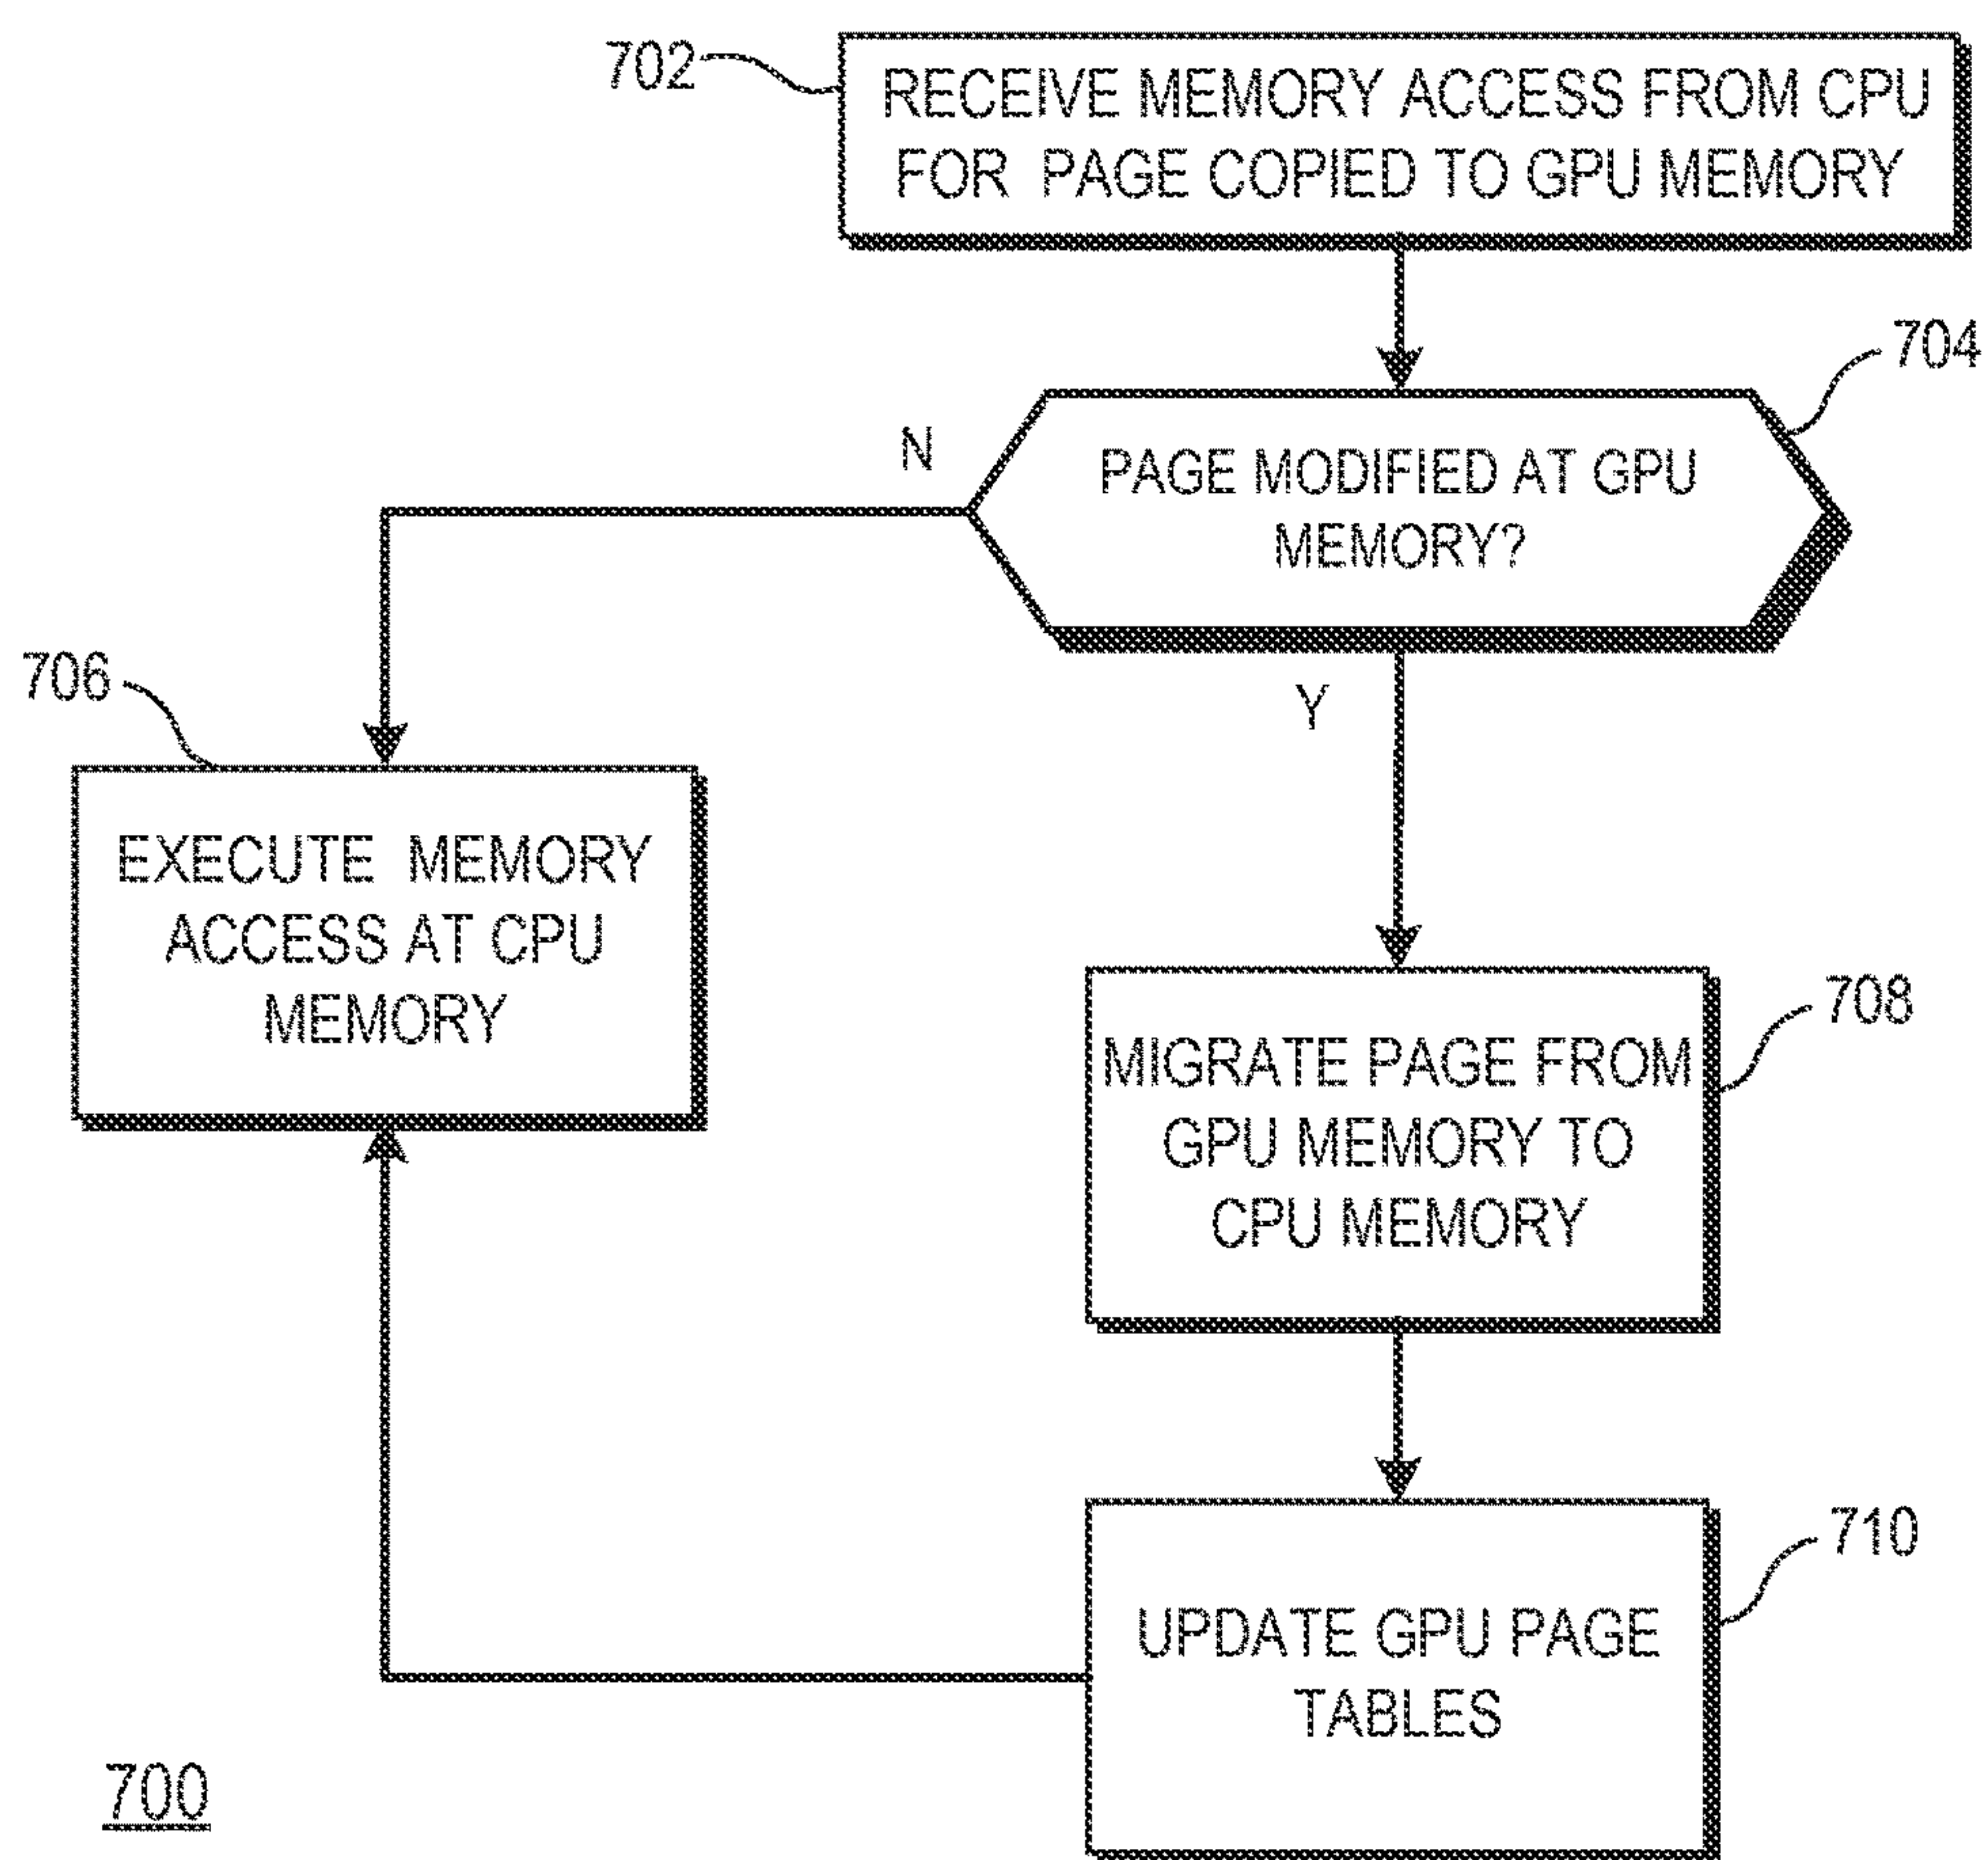 702
RECEIVE MEMORY ACCESS FROM CPU
FOR PAGE COPIED TO GPU MEMORY
704
N
PAGE MODIFIED AT GPU
MEMORY?
Y
706
EXECUTE MEMORY
ACCESS AT CPU
MEMORY
708
MIGRATE PAGE FROM
GPU MEMORY TO
CPU MEMORY
710
UPDATE GPU PAGE
TABLES
700